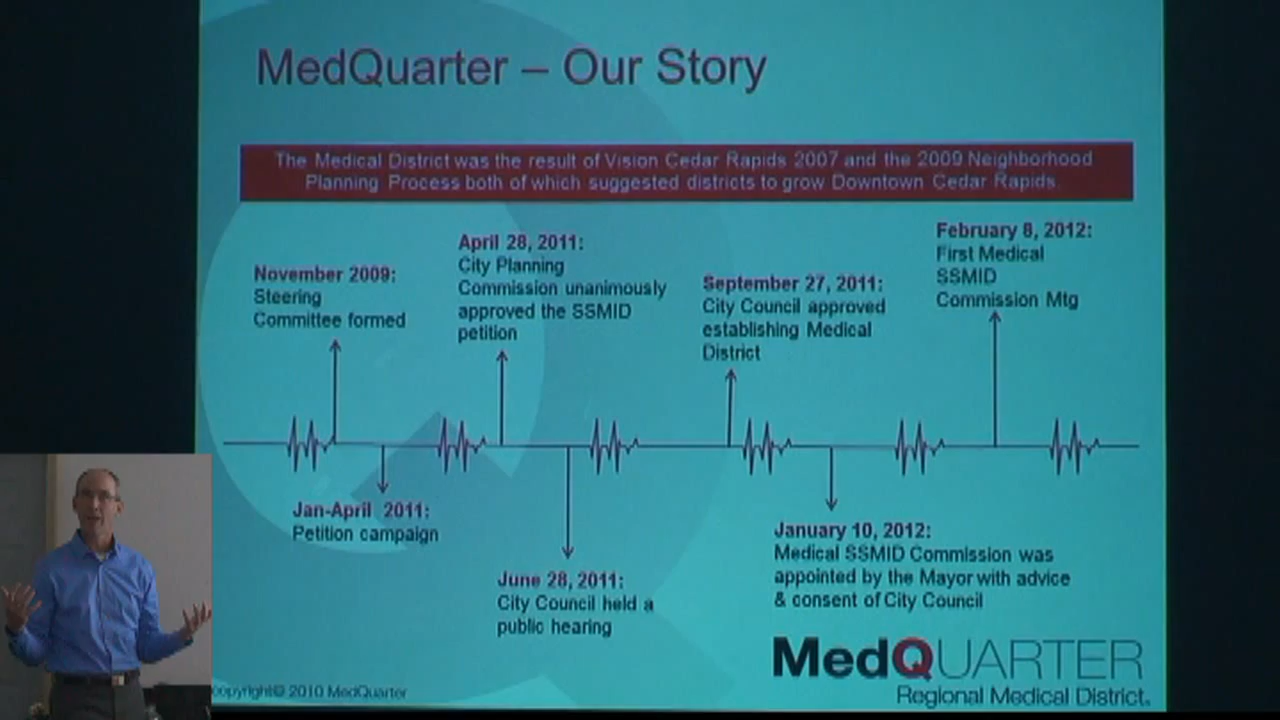 MedQuarter – Our Story
The Medical District was the result of Vision Cedar Rapids 2007 and the 2009 Neighborhood
Planning Process both of which suggested districts to grow Downtown Cedar Rapids.
November 2009:
Steering
Committee formed
April 28, 2011:
City Planning
Commission unanimously
approved the SSMID
petition
September 27, 2011:
City Council approved
establishing Medical
District
February 8, 2012:
First Medical
SSMID
Commission Mtg
Jan-April 2011:
Petition campaign
June 28, 2011:
City Council held a
public hearing
January 10, 2012:
Medical SSMID Commission was
appointed by the Mayor with advice
& consent of City Council
MedQUARTER
Regional Medical District.
copyright© 2010 MedQuarter